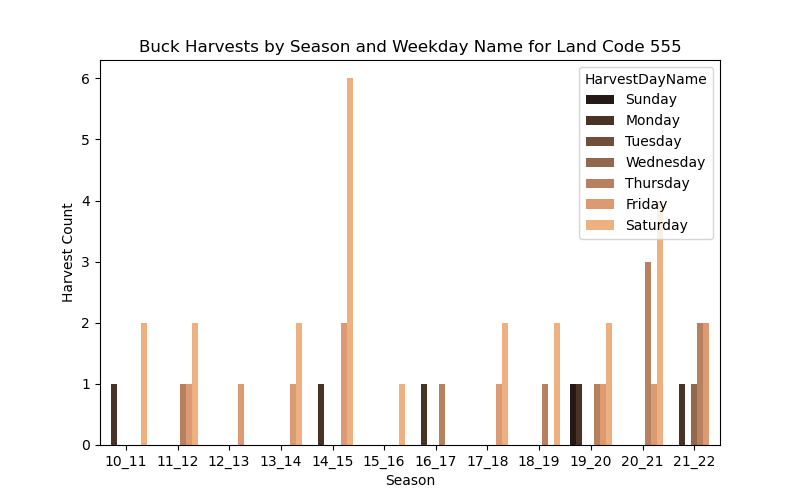 Buck Harvests by Season and Weekday Name for Land Code 555
HarvestDayName
Sunday
Monday
Tuesday
Wednesday
Thursday
Friday
Saturday
Harvest Count
6
5
4
3
2
1
0
10_11 11_12 12_13 13_14 14_15 15_16 16_17 17_18 18_19 19_20 20_21 21_22
Season